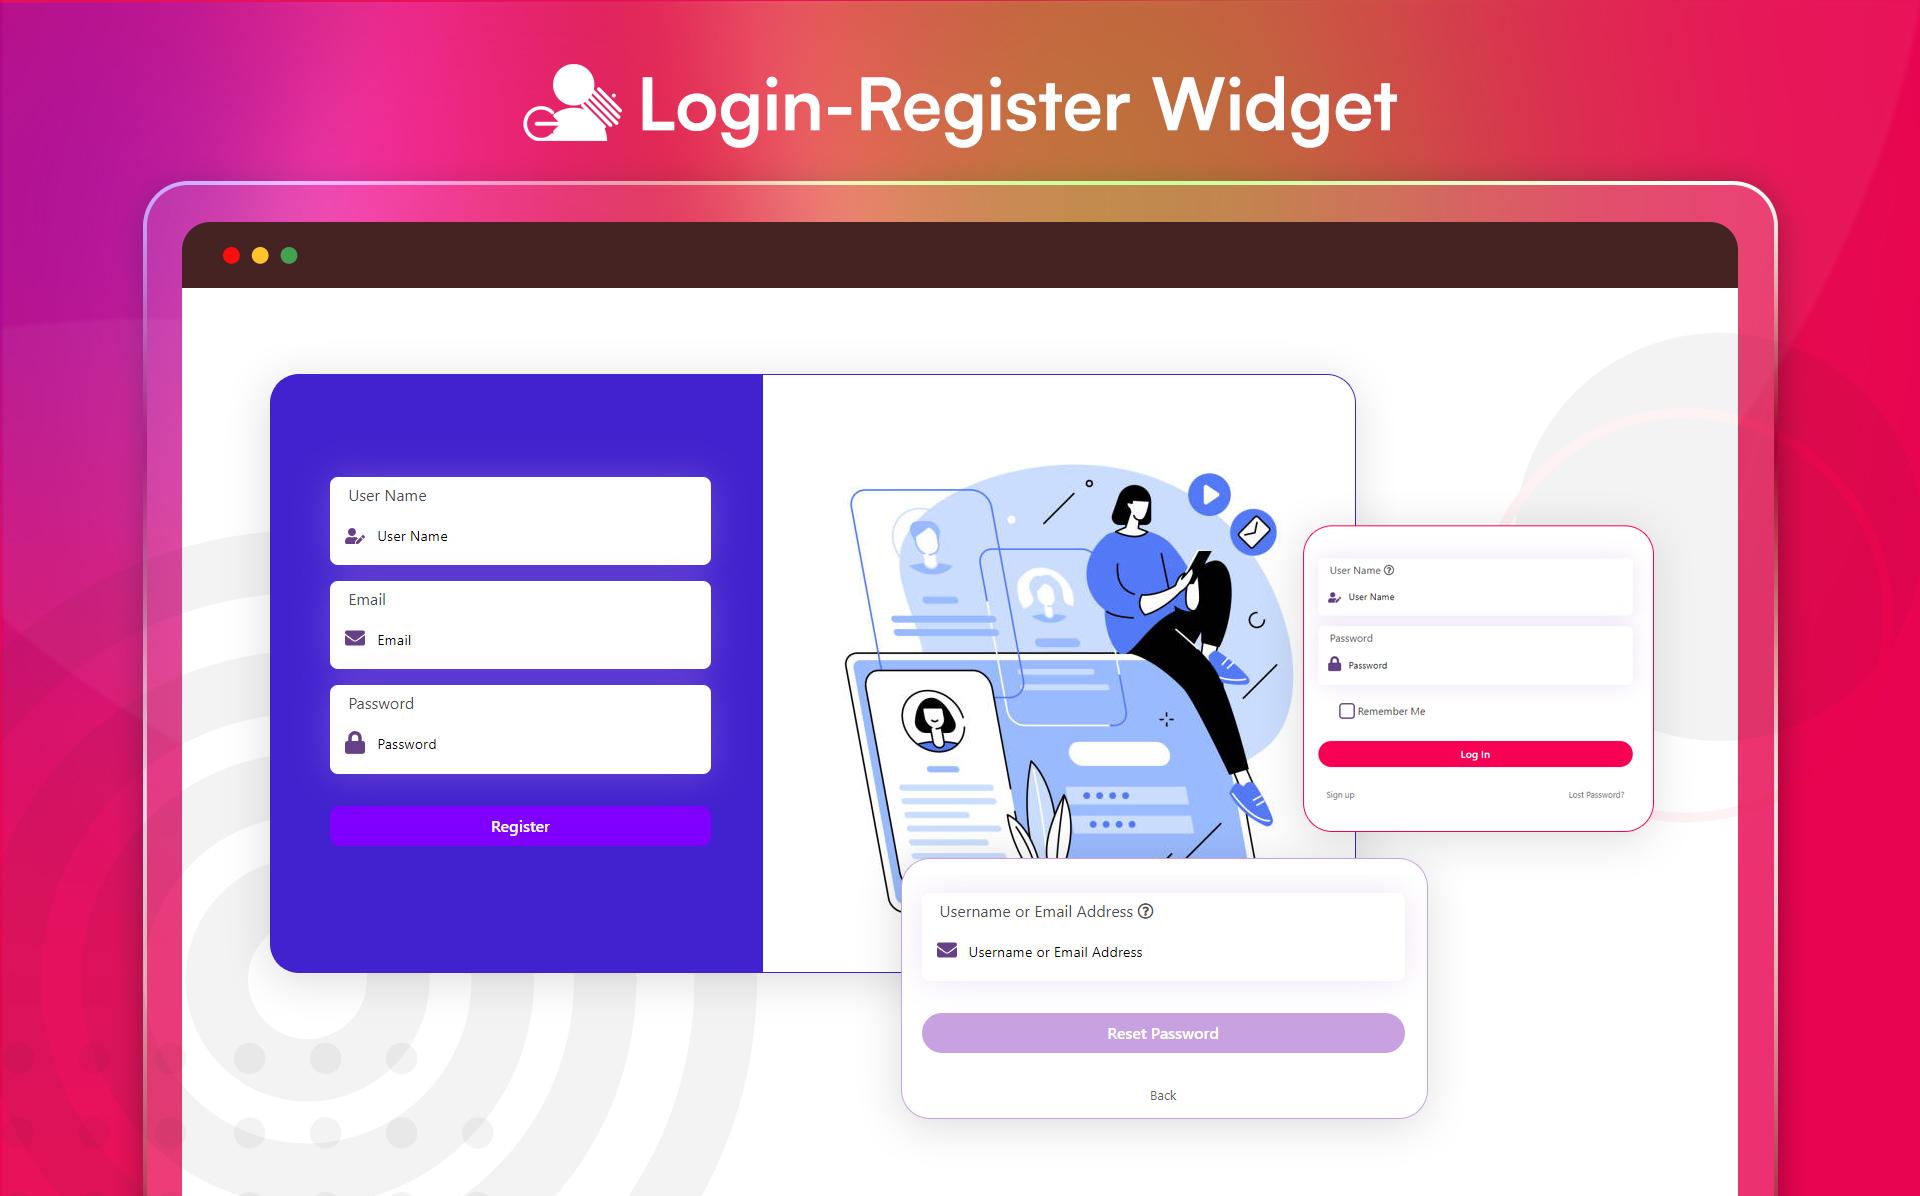 Login-Register Widget
User Name
User Name
Email
Email
Password
Password
Register
User Name
User Name
Password
Password
Remember Me
Log In
Sign up
Lost Password?
Username or Email Address
Username or Email Address
Reset Password
Back